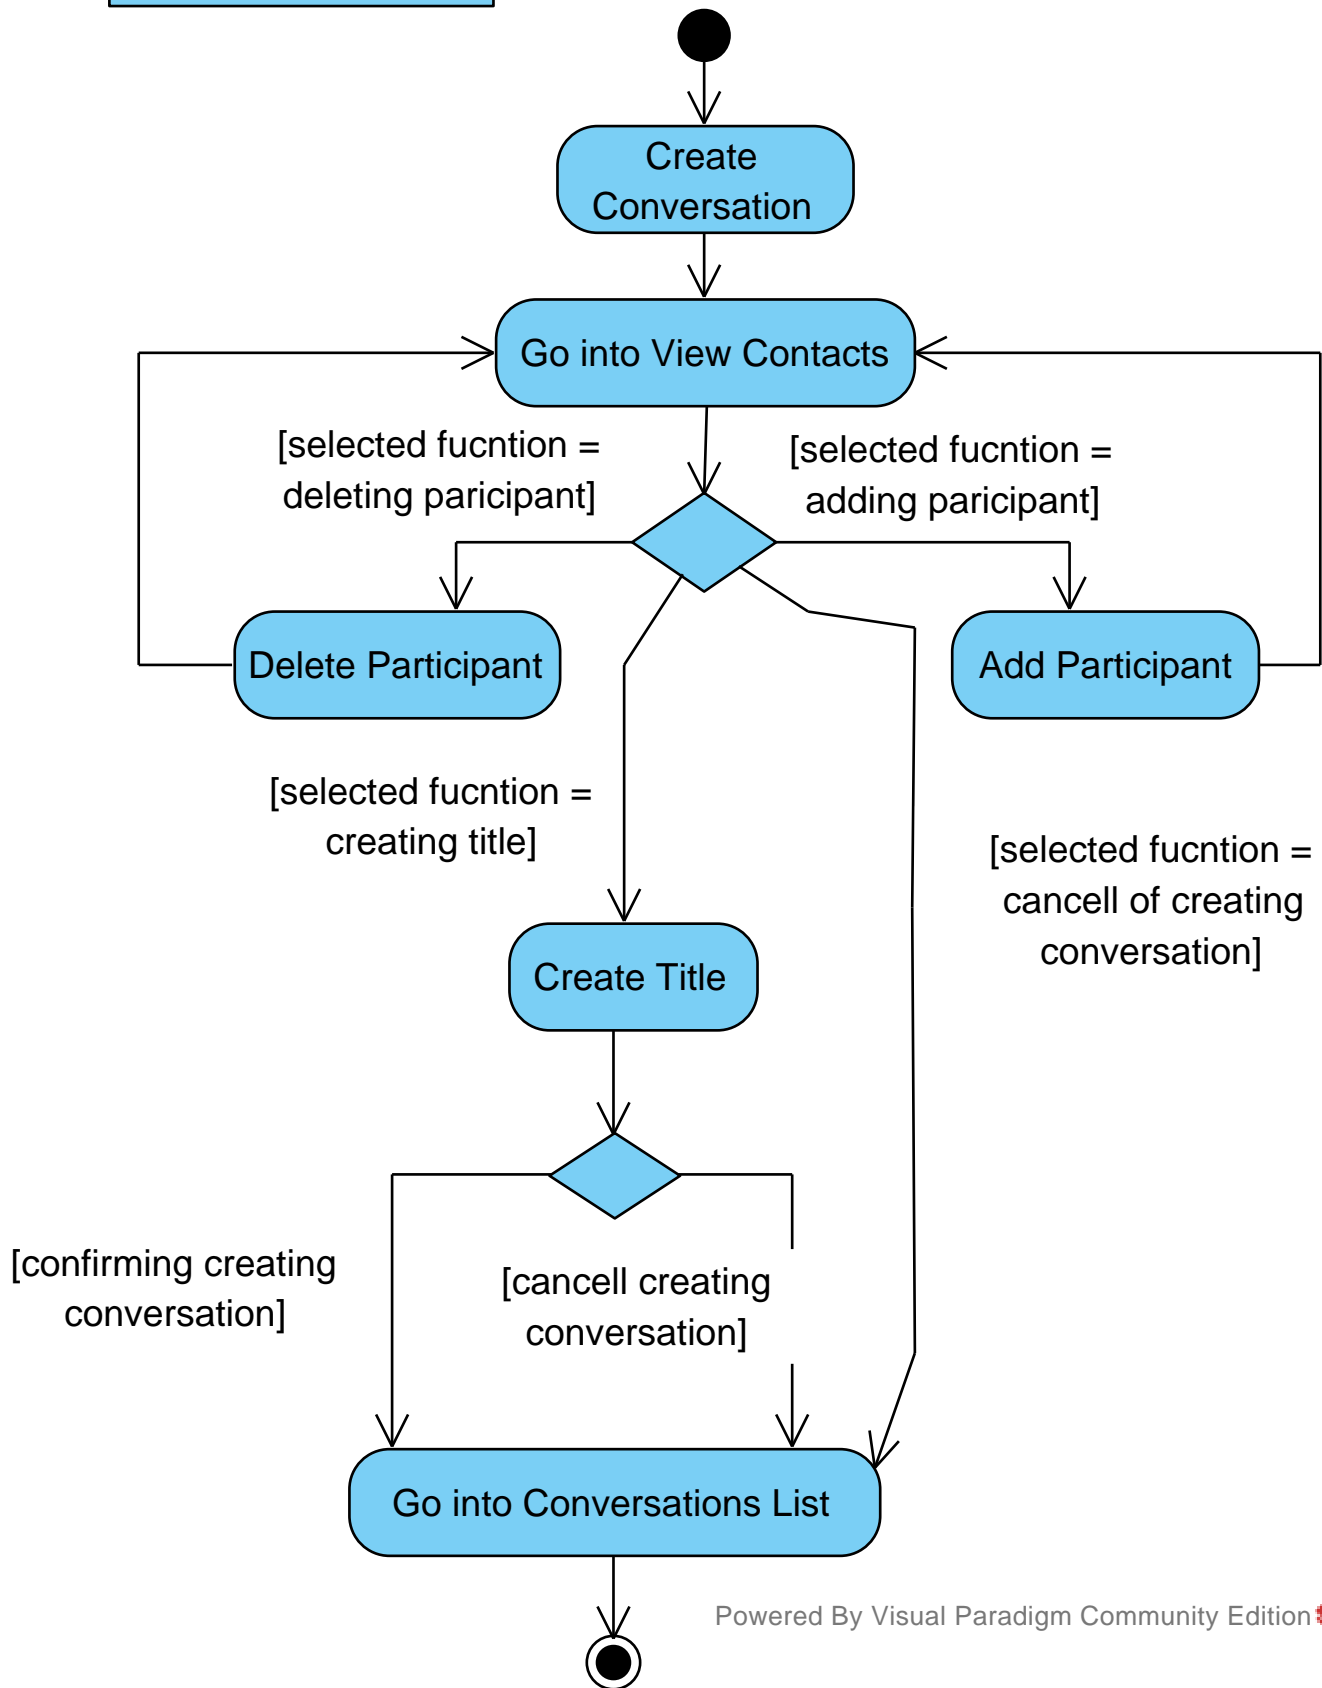 Create
Conversation
Go into View Contacts
[selected fucntion =
deleting paricipant]
[selected fucntion =
adding paricipant]
Delete Participant
Add Participant
[selected fucntion =
creating title]
[selected fucntion =
cancell of creating
conversation]
Create Title
[confirming creating
conversation]
[cancell creating
conversation]
Go into Conversations List
Powered By Visual Paradigm Community Edition